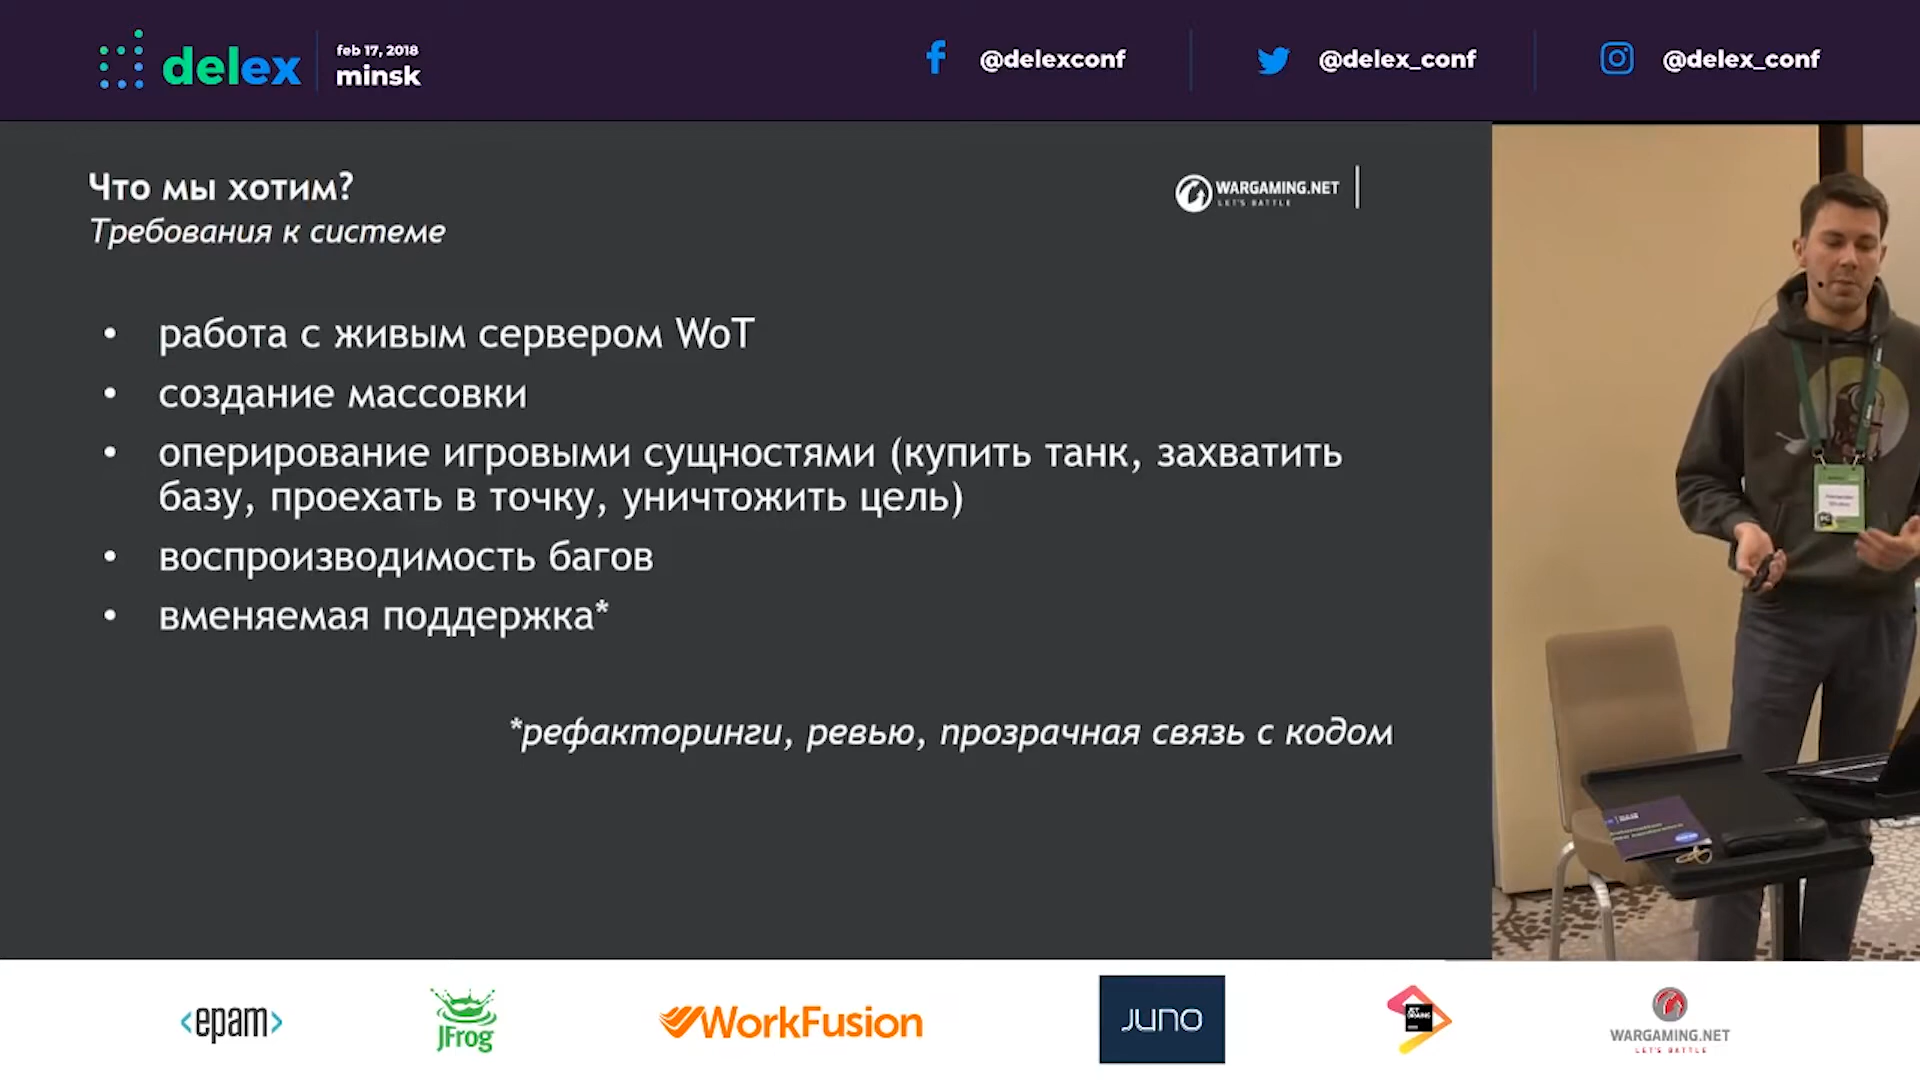 delex
feb 17, 2018
minsk
@delexconf
@delex_conf
@delex_conf
Что мы хотим?
Требования к системе
WARGAMING.NET
LET'S BATTLE
• работа с живым сервером WoT
• создание массовки
• оперирование игровыми сущностями (купить танк, захватить
базу, проехать в точку, уничтожить цель)
• воспроизводимость багов
• вменяемая поддержка*
*рефакторинги, ревью, прозрачная связь с кодом
<epam>
JFrog
WorkFusion
JUNO
JET
BRAINS
WARGAMING.NET
LET'S BATTLE